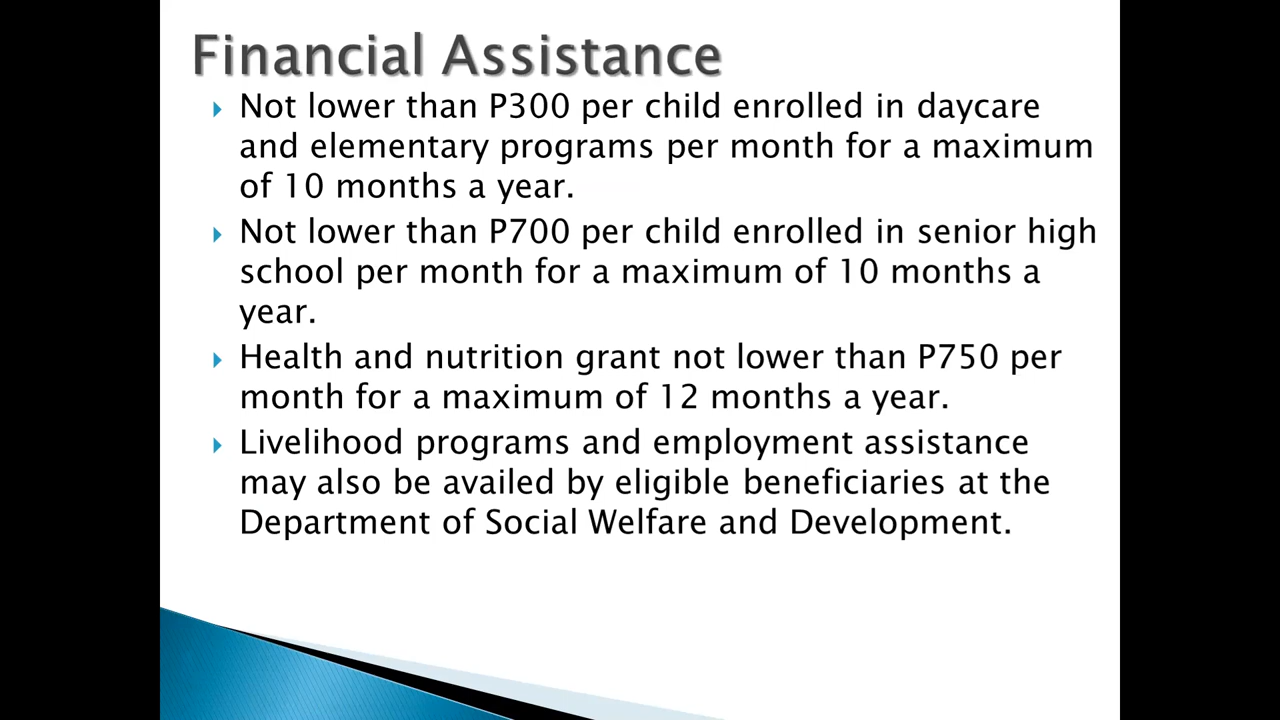 Financial Assistance
Not lower than P300 per child enrolled in daycare
and elementary programs per month for a maximum
of 10 months a year.
Not lower than P700 per child enrolled in senior high
school per month for a maximum of 10 months a
year.
Health and nutrition grant not lower than P750 per
month for a maximum of 12 months a year.
Livelihood programs and employment assistance
may also be availed by eligible beneficiaries at the
Department of Social Welfare and Development.